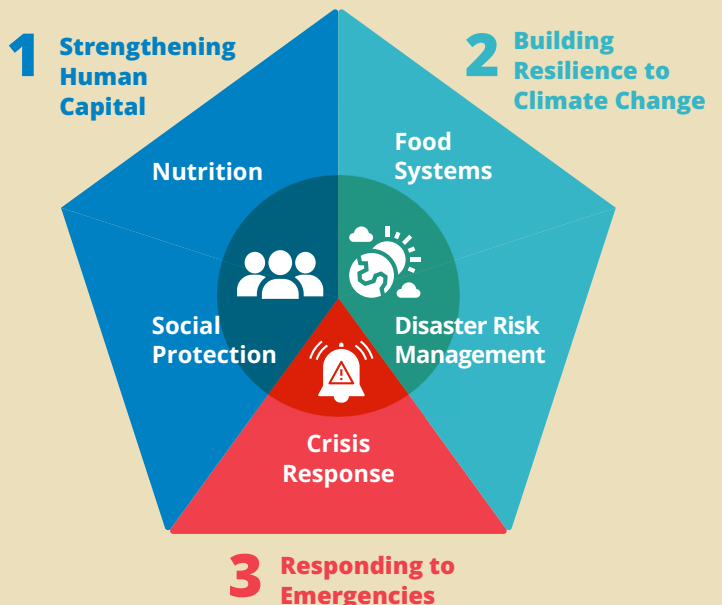 1 Strengthening
Human
Capital
2 Building
Resilience to
Climate Change
Nutrition
Food
Systems
Social
Protection
Disaster Risk
Management
Crisis
Response
3 Responding to
Emergencies